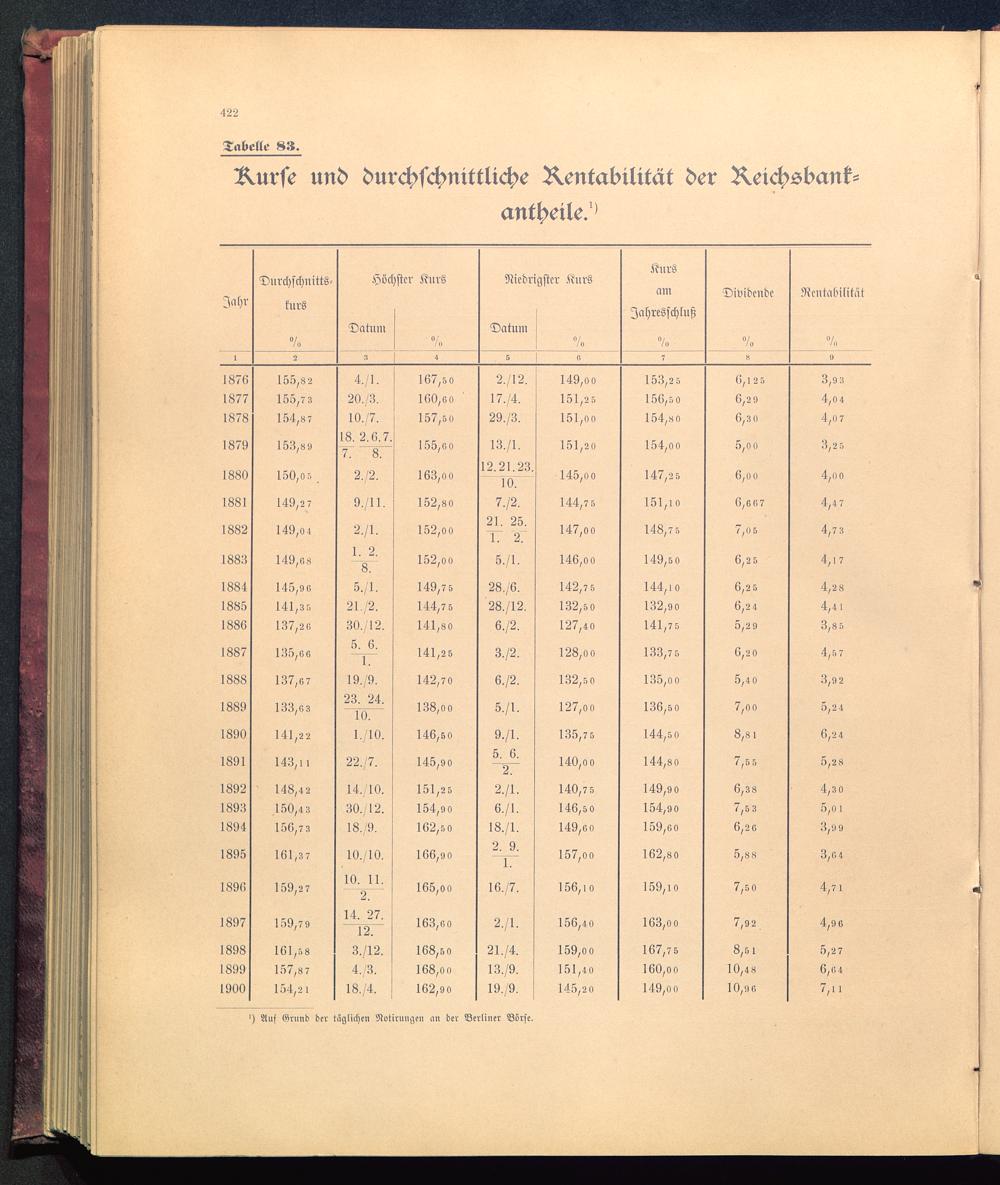 422
Tabelle 83.
Kurse und durchschnittliche Rentabilität der Reichsbank-
antheile.¹)
Jahr Durchschnitts-kurs Höchster Kurs Niedrigster Kurs Kurs am Jahresschluß Dividende Rentabilität
Datum Datum
% % % % % %
1 2 3 4 5 6 7 8 9
1876 155,82 4./1. 167,50 2./12. 149,00 153,25 6,125 3,93
1877 155,73 20./3. 160,60 17./4. 151,25 156,50 6,29 4,04
1878 154,87 10./7. 157,50 29./3. 151,00 154,80 6,30 4,07
1879 153,89 18. 2.6.7. / 7. 8. 155,60 13./1. 151,20 154,00 5,00 3,25
1880 150,05 2./2. 163,00 12.21.23. / 10. 145,00 147,25 6,00 4,00
1881 149,27 9./11. 152,80 7./2. 144,75 151,10 6,667 4,47
1882 149,04 2./1. 152,00 21. 25. / 1. 2. 147,00 148,75 7,05 4,73
1883 149,68 1. 2. / 8. 152,00 5./1. 146,00 149,50 6,25 4,17
1884 145,96 5./1. 149,75 28./6. 142,75 144,10 6,25 4,28
1885 141,35 21./2. 144,75 28./12. 132,50 132,90 6,24 4,41
1886 137,26 30./12. 141,80 6./2. 127,40 141,75 5,29 3,85
1887 135,66 5. 6. / 1. 141,25 3./2. 128,00 133,75 6,20 4,57
1888 137,67 19./9. 142,70 6./2. 132,50 135,00 5,40 3,92
1889 133,63 23. 24. / 10. 138,00 5./1. 127,00 136,50 7,00 5,24
1890 141,22 1./10. 146,50 9./1. 135,75 144,50 8,81 6,24
1891 143,11 22./7. 145,90 5. 6. / 2. 140,00 144,80 7,55 5,28
1892 148,42 14./10. 151,25 2./1. 140,75 149,90 6,38 4,30
1893 150,43 30./12. 154,90 6./1. 146,50 154,90 7,53 5,01
1894 156,73 18./9. 162,50 18./1. 149,60 159,60 6,26 3,99
1895 161,37 10./10. 166,90 2. 9. / 1. 157,00 162,80 5,88 3,64
1896 159,27 10. 11. / 2. 165,00 16./7. 156,10 159,10 7,50 4,71
1897 159,79 14. 27. / 12. 163,60 2./1. 156,40 163,00 7,92 4,96
1898 161,58 3./12. 168,50 21./4. 159,00 167,75 8,51 5,27
1899 157,87 4./3. 168,00 13./9. 151,40 160,00 10,48 6,64
1900 154,21 18./4. 162,90 19./9. 145,20 149,00 10,96 7,11
¹) Auf Grund der täglichen Notirungen an der Berliner Börse.